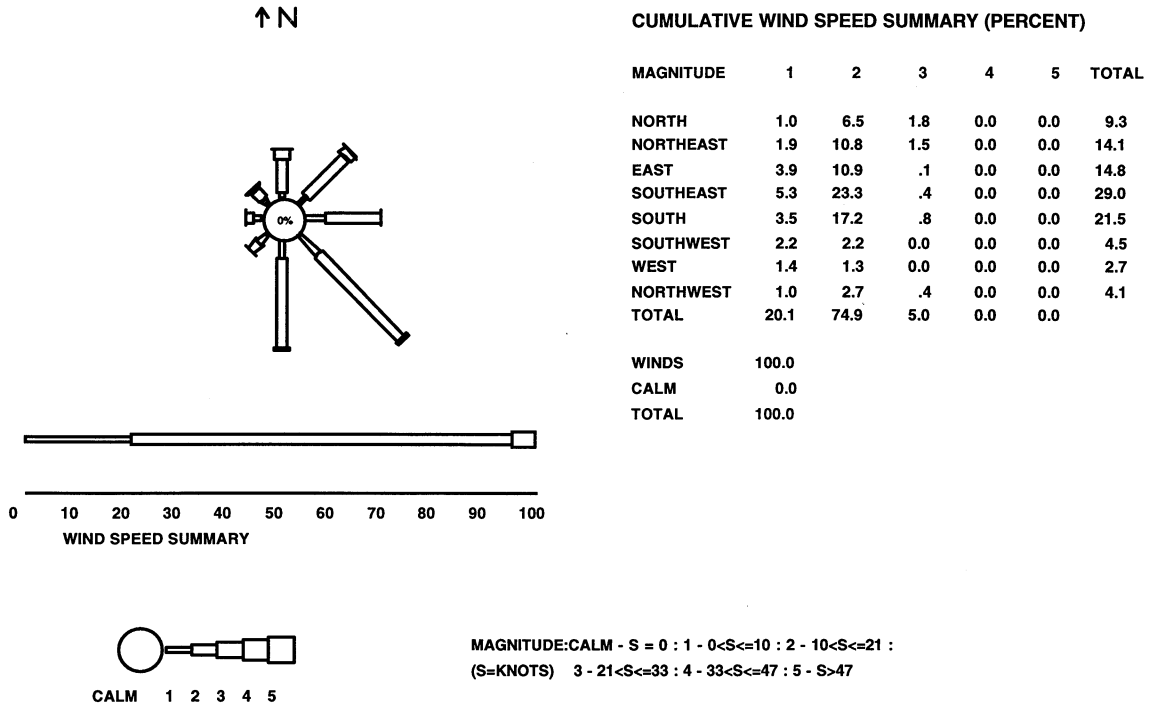 ↑ N
CUMULATIVE WIND SPEED SUMMARY (PERCENT)
MAGNITUDE 1 2 3 4 5 TOTAL
NORTH 1.0 6.5 1.8 0.0 0.0 9.3
NORTHEAST 1.9 10.8 1.5 0.0 0.0 14.1
EAST 3.9 10.9 .1 0.0 0.0 14.8
SOUTHEAST 5.3 23.3 .4 0.0 0.0 29.0
SOUTH 3.5 17.2 .8 0.0 0.0 21.5
SOUTHWEST 2.2 2.2 0.0 0.0 0.0 4.5
WEST 1.4 1.3 0.0 0.0 0.0 2.7
NORTHWEST 1.0 2.7 .4 0.0 0.0 4.1
TOTAL 20.1 74.9 5.0 0.0 0.0
WINDS 100.0
CALM 0.0
TOTAL 100.0
0%
0 10 20 30 40 50 60 70 80 90 100
WIND SPEED SUMMARY
CALM 1 2 3 4 5
MAGNITUDE:CALM - S = 0 : 1 - 0<S<=10 : 2 - 10<S<=21 :
(S=KNOTS) 3 - 21<S<=33 : 4 - 33<S<=47 : 5 - S>47